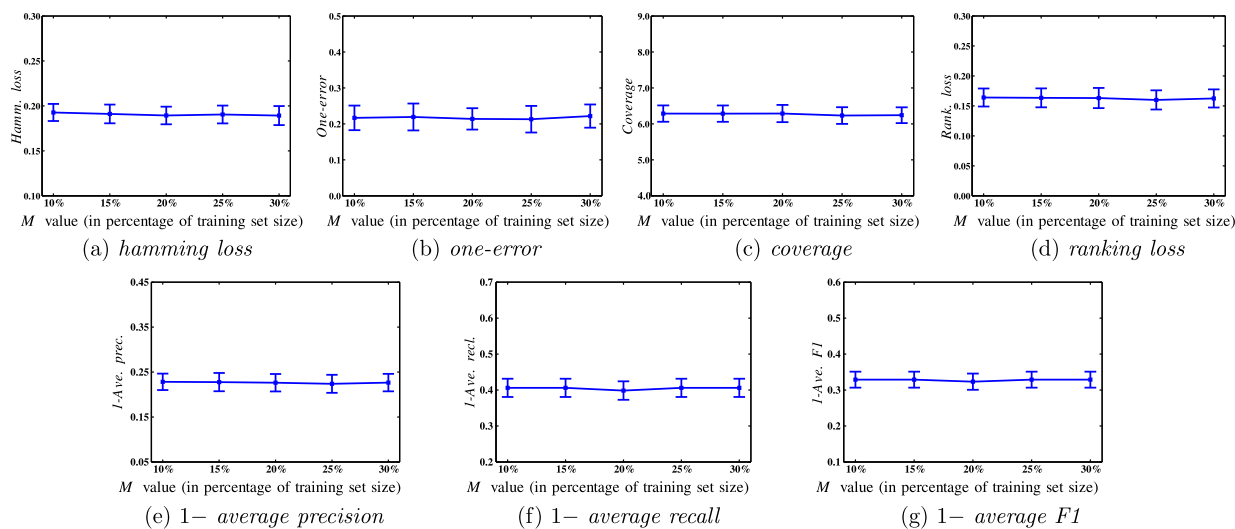 0.30
0.25
0.20
0.15
0.10
Hamm. loss
10% 15% 20% 25% 30%
M value (in percentage of training set size)
(a) hamming loss
0.5
0.4
0.3
0.2
0.1
0.0
One-error
10% 15% 20% 25% 30%
M value (in percentage of training set size)
(b) one-error
9.0
8.0
7.0
6.0
5.0
4.0
Coverage
10% 15% 20% 25% 30%
M value (in percentage of training set size)
(c) coverage
0.30
0.25
0.20
0.15
0.10
0.05
0.00
Rank. loss
10% 15% 20% 25% 30%
M value (in percentage of training set size)
(d) ranking loss
0.45
0.35
0.25
0.15
0.05
1-Ave. prec.
10% 15% 20% 25% 30%
M value (in percentage of training set size)
(e) 1− average precision
0.7
0.6
0.5
0.4
0.3
0.2
1-Ave. recl.
10% 15% 20% 25% 30%
M value (in percentage of training set size)
(f) 1− average recall
0.6
0.5
0.4
0.3
0.2
0.1
1-Ave. F1
10% 15% 20% 25% 30%
M value (in percentage of training set size)
(g) 1− average F1